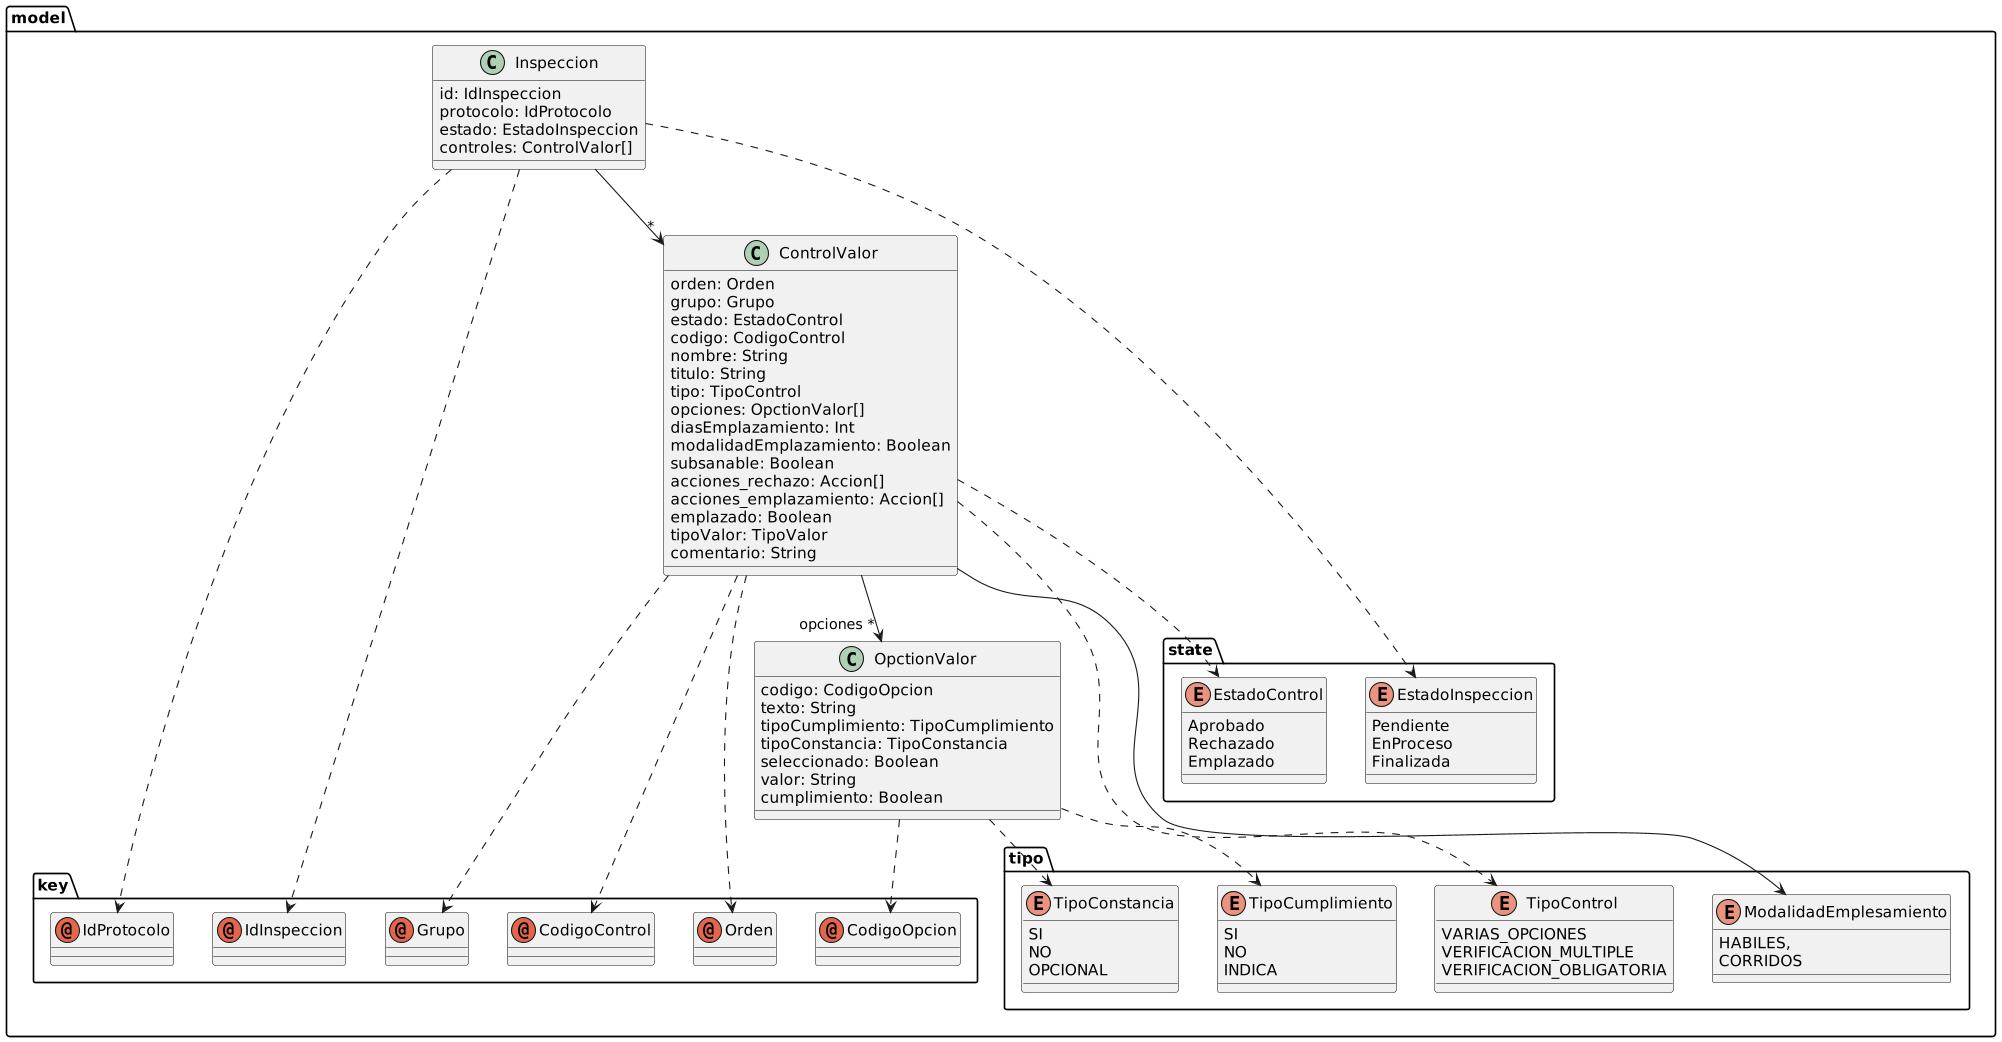 model
C Inspeccion
id: IdInspeccion
protocolo: IdProtocolo
estado: EstadoInspeccion
controles: ControlValor[]
*
C ControlValor
orden: Orden
grupo: Grupo
estado: EstadoControl
codigo: CodigoControl
nombre: String
titulo: String
tipo: TipoControl
opciones: OpctionValor[]
diasEmplazamiento: Int
modalidadEmplazamiento: Boolean
subsanable: Boolean
acciones_rechazo: Accion[]
acciones_emplazamiento: Accion[]
emplazado: Boolean
tipoValor: TipoValor
comentario: String
opciones *
C OpctionValor
codigo: CodigoOpcion
texto: String
tipoCumplimiento: TipoCumplimiento
tipoConstancia: TipoConstancia
seleccionado: Boolean
valor: String
cumplimiento: Boolean
state
E EstadoControl
Aprobado
Rechazado
Emplazado
E EstadoInspeccion
Pendiente
EnProceso
Finalizada
key
@ IdProtocolo
@ IdInspeccion
@ Grupo
@ CodigoControl
@ Orden
@ CodigoOpcion
tipo
E TipoConstancia
SI
NO
OPCIONAL
E TipoCumplimiento
SI
NO
INDICA
E TipoControl
VARIAS_OPCIONES
VERIFICACION_MULTIPLE
VERIFICACION_OBLIGATORIA
E ModalidadEmplesamiento
HABILES,
CORRIDOS